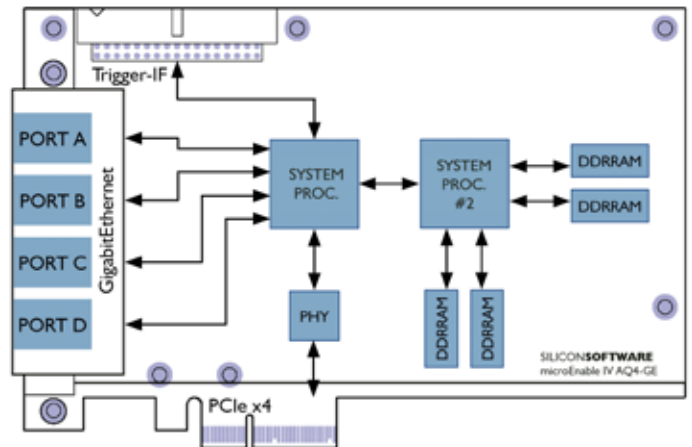 Trigger-IF
PORT A
PORT B
PORT C
PORT D
GigabitEthernet
SYSTEM
PROC.
SYSTEM
PROC.
#2
DDRRAM
DDRRAM
DDRRAM
DDRRAM
PHY
SILICONSOFTWARE
microEnable IV AQ4-GE
PCIe x4